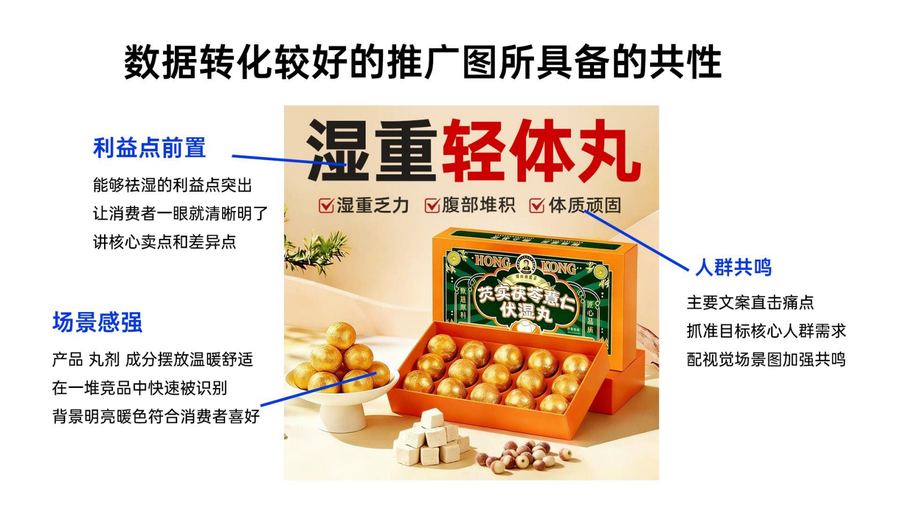 数据转化较好的推广图所具备的共性
利益点前置
能够祛湿的利益点突出
让消费者一眼就清晰明了
讲核心卖点和差异点
场景感强
产品 丸剂 成分摆放温暖舒适
在一堆竞品中快速被识别
背景明亮暖色符合消费者喜好
湿重轻体丸
湿重乏力 腹部堆积 体质顽固
HONG KONG
芡实茯苓薏仁
伏湿丸
匠心品质
人群共鸣
主要文案直击痛点
抓准目标核心人群需求
配视觉场景图加强共鸣